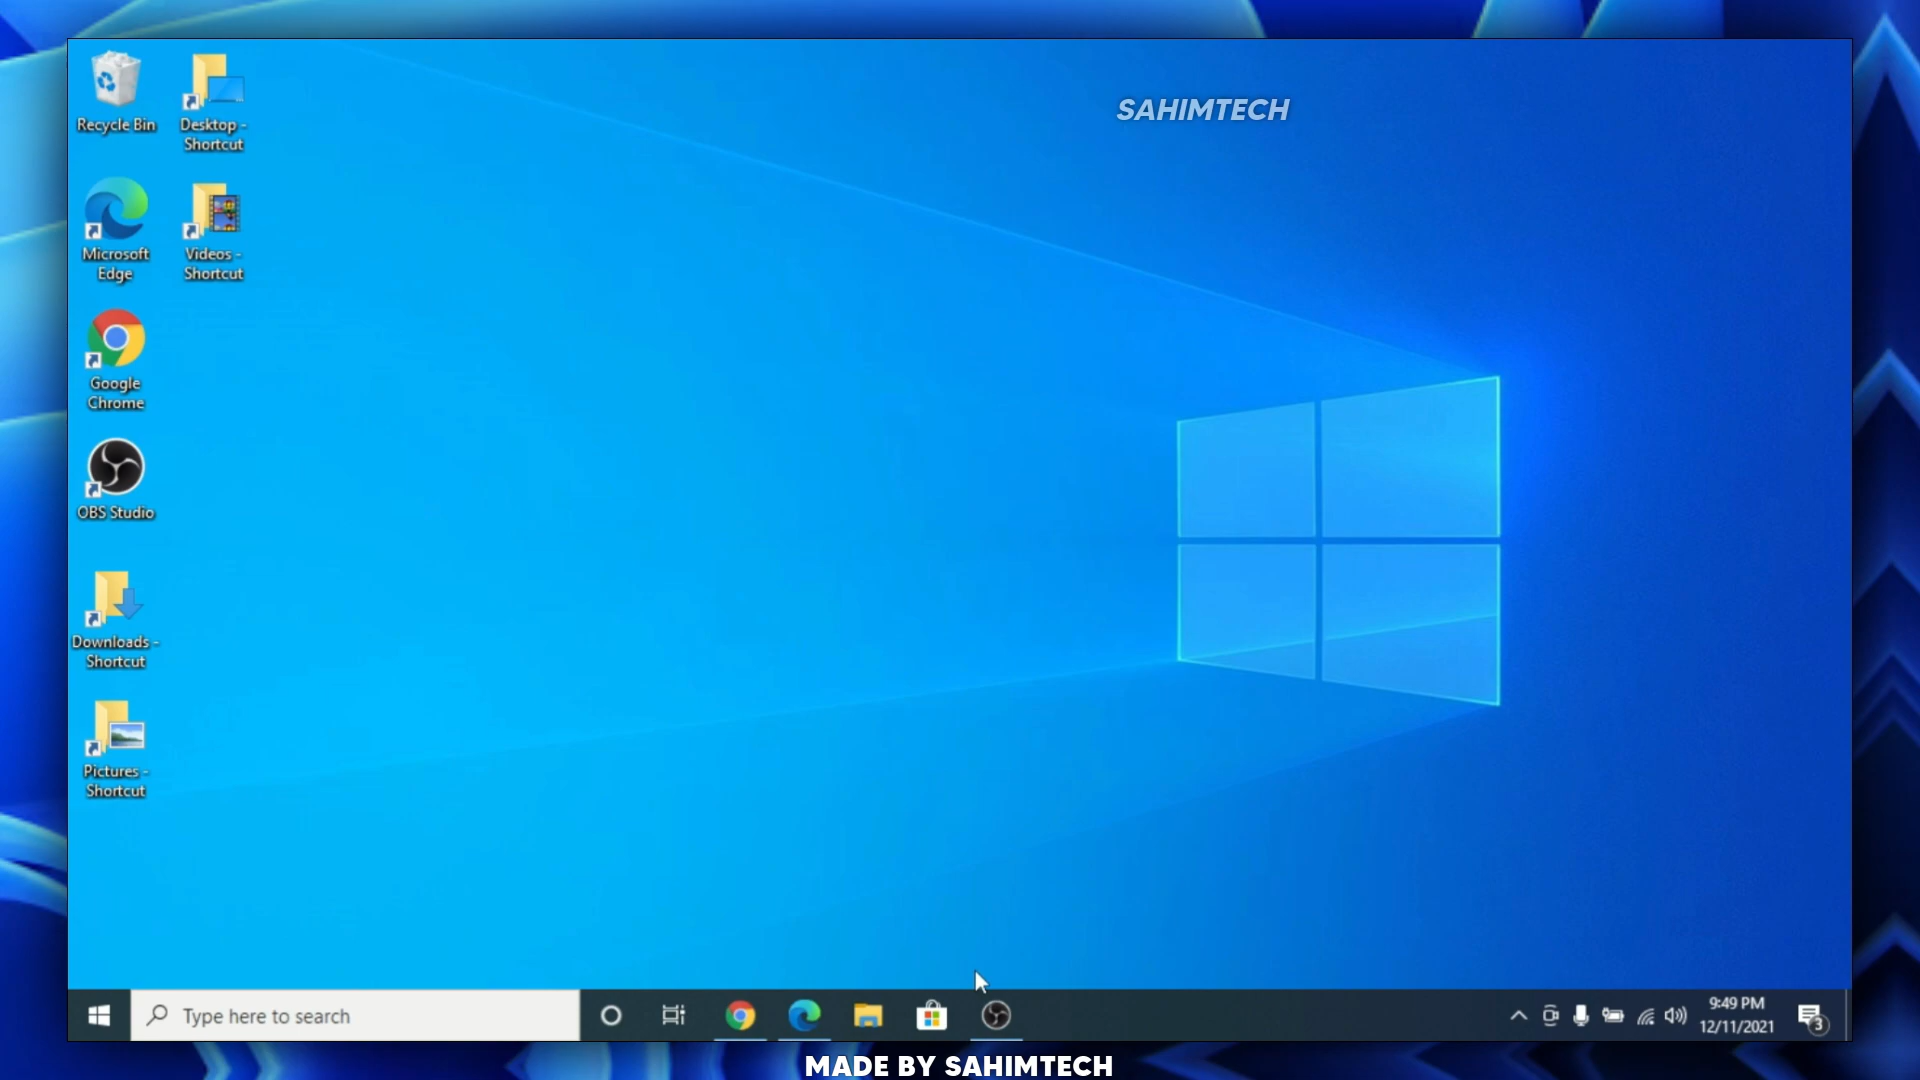 SAHIMTECH
Recycle Bin
Desktop -
Shortcut
Microsoft
Edge
Videos -
Shortcut
Google
Chrome
OBS Studio
Downloads -
Shortcut
Pictures -
Shortcut
Type here to search
9:49 PM
12/11/2021
3
MADE BY SAHIMTECH